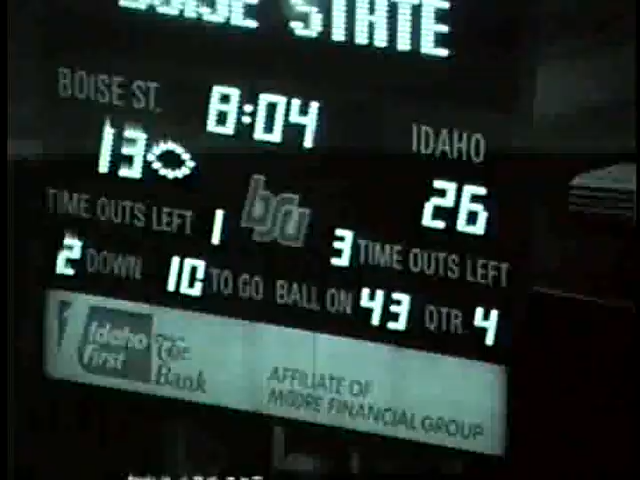 BOISE STATE
BOISE ST. 8:04 IDAHO
13 26
TIME OUTS LEFT 1 bsu 3 TIME OUTS LEFT
2 DOWN 10 TO GO BALL ON 43 QTR. 4
Idaho First The Bank
AFFILIATE OF
MOORE FINANCIAL GROUP